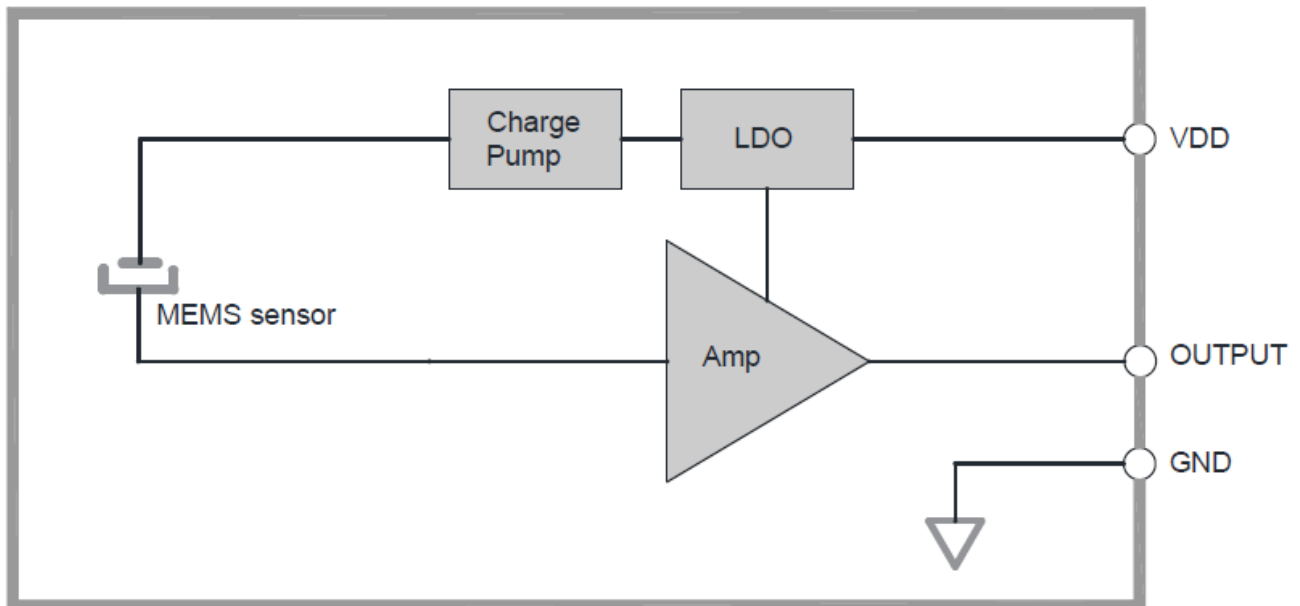 Charge
Pump
LDO
VDD
MEMS sensor
Amp
OUTPUT
GND